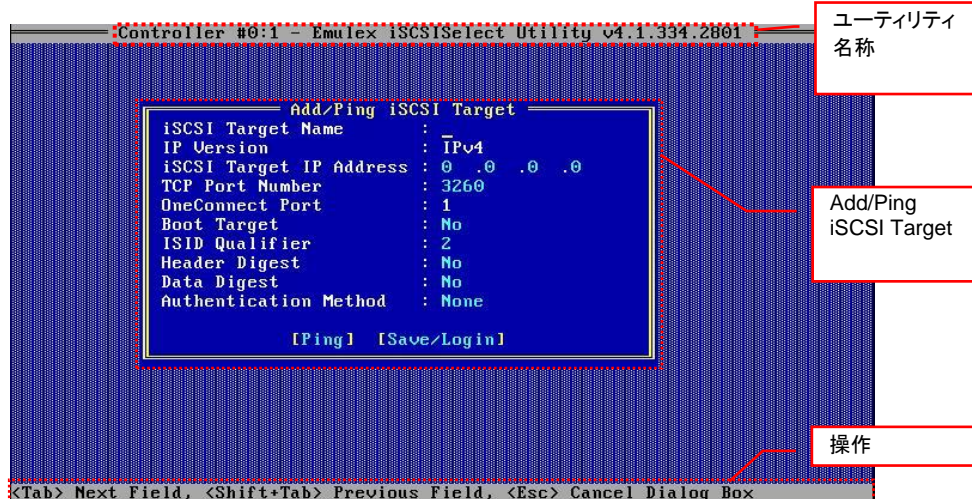 Controller #0:1 - Emulex iSCSISelect Utility v4.1.334.2801
ユーティリティ
名称
Add/Ping iSCSI Target
iSCSI Target Name : _
IP Version : IPv4
iSCSI Target IP Address : 0 .0 .0 .0
TCP Port Number : 3260
OneConnect Port : 1
Boot Target : No
ISID Qualifier : 2
Header Digest : No
Data Digest : No
Authentication Method : None
[Ping] [Save/Login]
Add/Ping
iSCSI Target
操作
<Tab> Next Field, <Shift+Tab> Previous Field, <Esc> Cancel Dialog Box